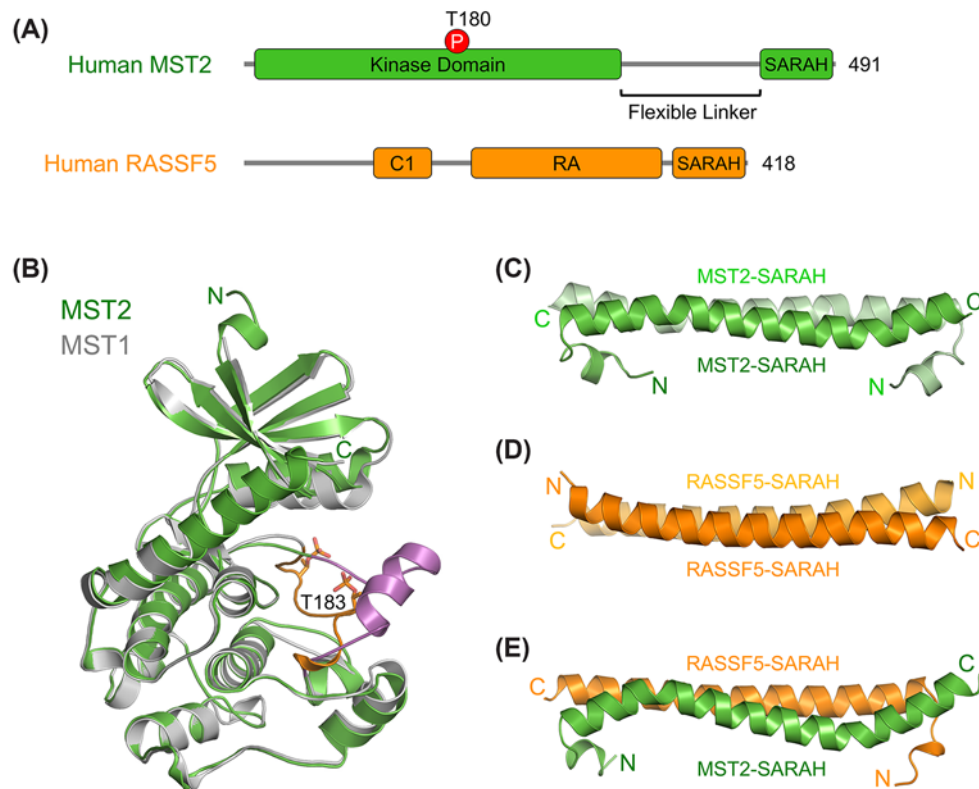 (A)
T180
P
Human MST2
Kinase Domain
SARAH
491
Flexible Linker
Human RASSF5
C1
RA
SARAH
418
(B)
MST2
MST1
N
C
T183
(C)
MST2-SARAH
C
C
N
N
MST2-SARAH
(D)
RASSF5-SARAH
N
N
C
C
RASSF5-SARAH
(E)
RASSF5-SARAH
C
C
N
N
MST2-SARAH